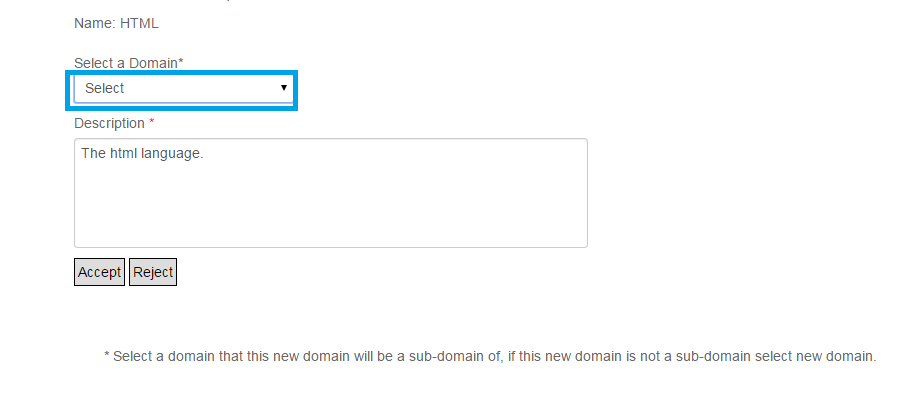 Name: HTML
Select a Domain*
Select
Description *
The html language.
Accept Reject
* Select a domain that this new domain will be a sub-domain of, if this new domain is not a sub-domain select new domain.